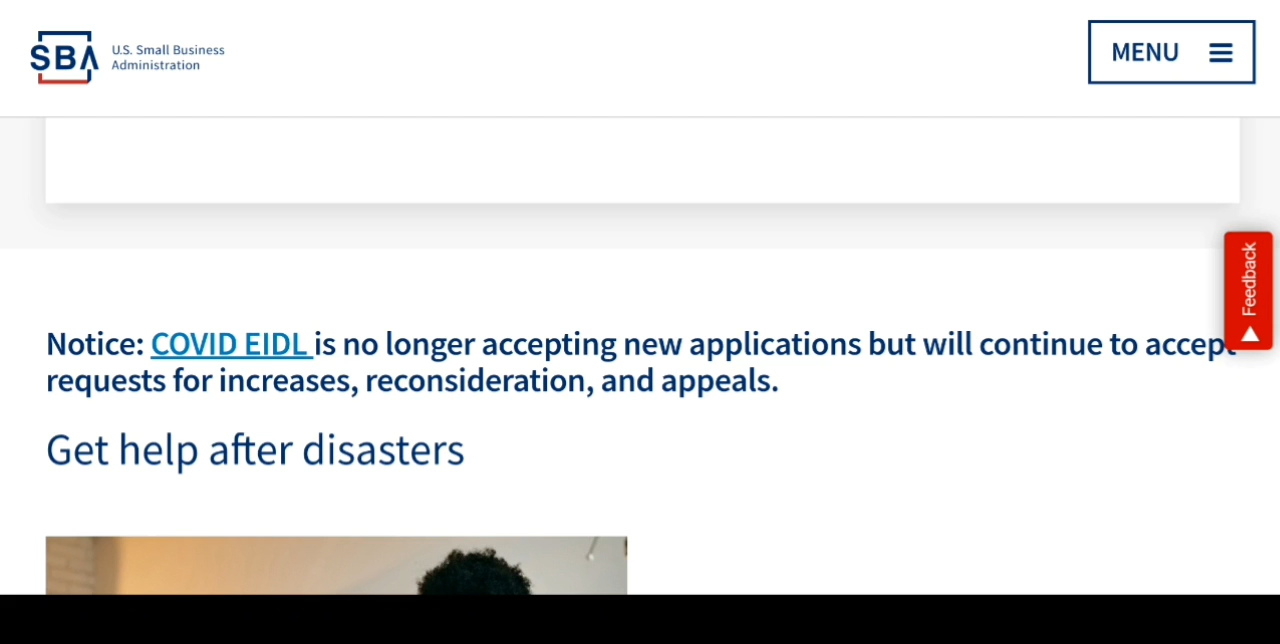 SBA
U.S. Small Business
Administration
MENU
Feedback
Notice: COVID EIDL is no longer accepting new applications but will continue to accept
requests for increases, reconsideration, and appeals.
Get help after disasters